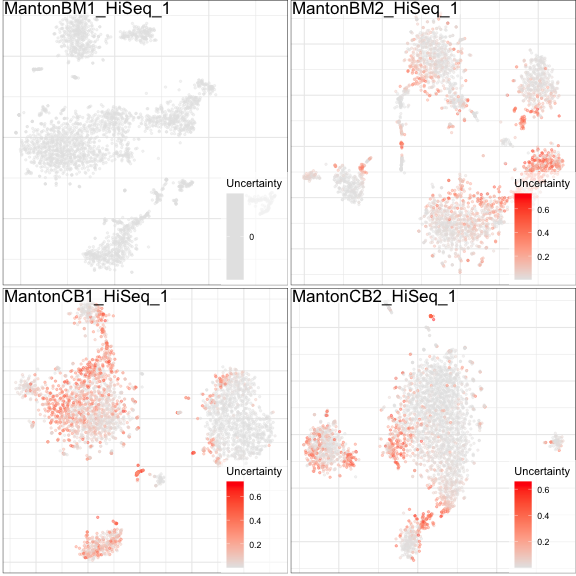 MantonBM1_HiSeq_1
Uncertainty
0
MantonBM2_HiSeq_1
Uncertainty
0.6
0.4
0.2
MantonCB1_HiSeq_1
Uncertainty
0.6
0.4
0.2
MantonCB2_HiSeq_1
Uncertainty
0.6
0.4
0.2